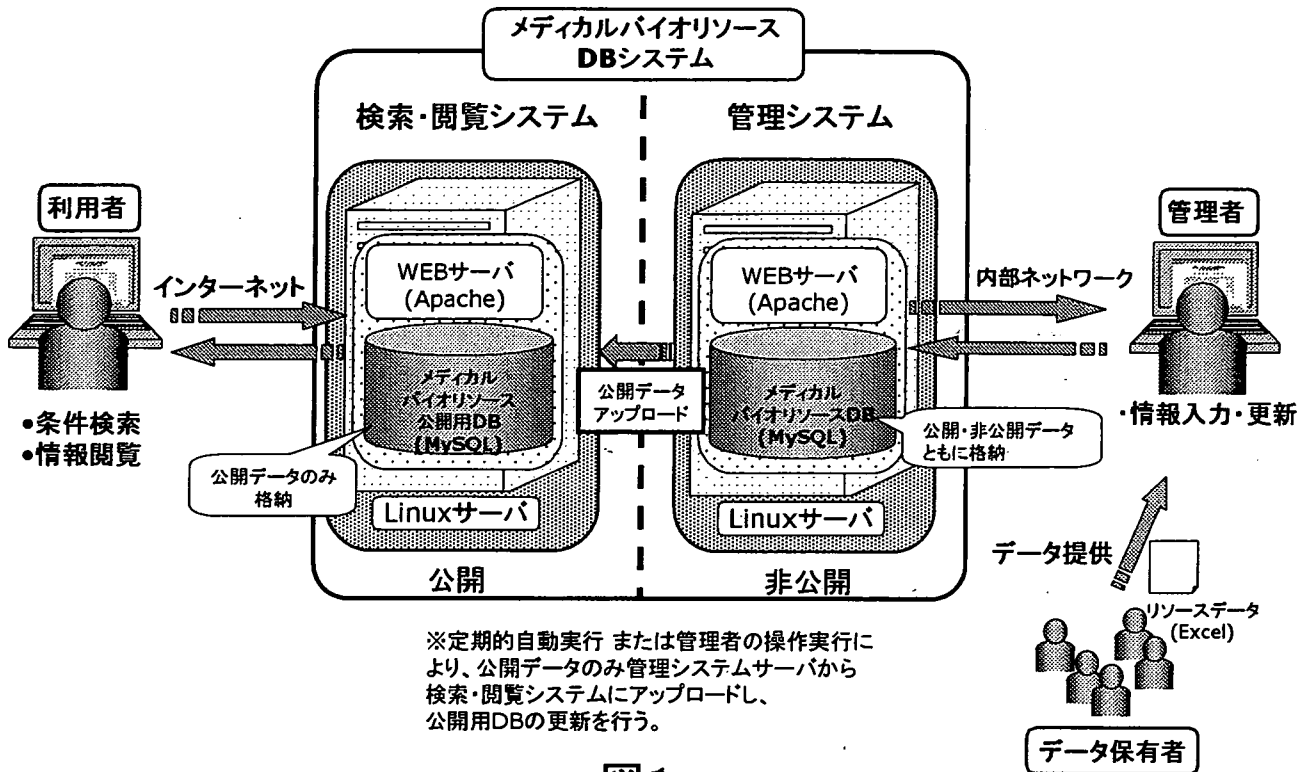 メディカルバイオリソース
DBシステム
検索・閲覧システム
管理システム
利用者
管理者
WEBサーバ
(Apache)
WEBサーバ
(Apache)
インターネット
内部ネットワーク
メディカル
バイオリソース
公開用DB
(MySQL)
公開データ
アップロード
メディカル
バイオリソースDB
(MySQL)
●条件検索
●情報閲覧
・情報入力・更新
公開データのみ
格納
公開・非公開データ
ともに格納
Linuxサーバ
Linuxサーバ
公開
非公開
データ提供
リソースデータ
(Excel)
※定期的自動実行 または管理者の操作実行に
より、公開データのみ管理システムサーバから
検索・閲覧システムにアップロードし、
公開用DBの更新を行う。
データ保有者